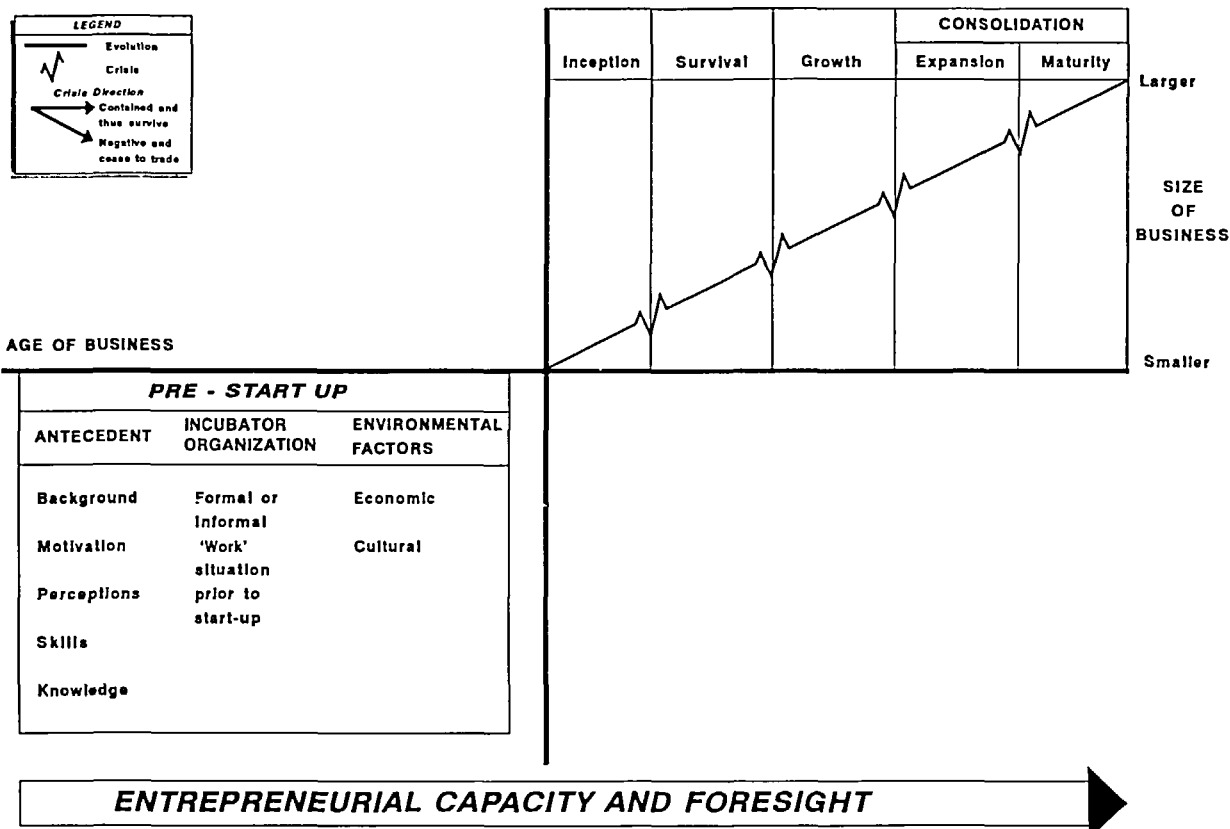 LEGEND
Evolution
Crisis
Crisis Direction
Contained and
thus survive
Negative and
cease to trade
CONSOLIDATION
Inception
Survival
Growth
Expansion
Maturity
Larger
SIZE
OF
BUSINESS
Smaller
AGE OF BUSINESS
PRE - START UP
ANTECEDENT
Background
Motivation
Perceptions
Skills
Knowledge
INCUBATOR
ORGANIZATION
Formal or
Informal
'Work'
situation
prior to
start-up
ENVIRONMENTAL
FACTORS
Economic
Cultural
ENTREPRENEURIAL CAPACITY AND FORESIGHT